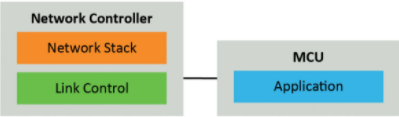 Network Controller
Network Stack
Link Control
MCU
Application